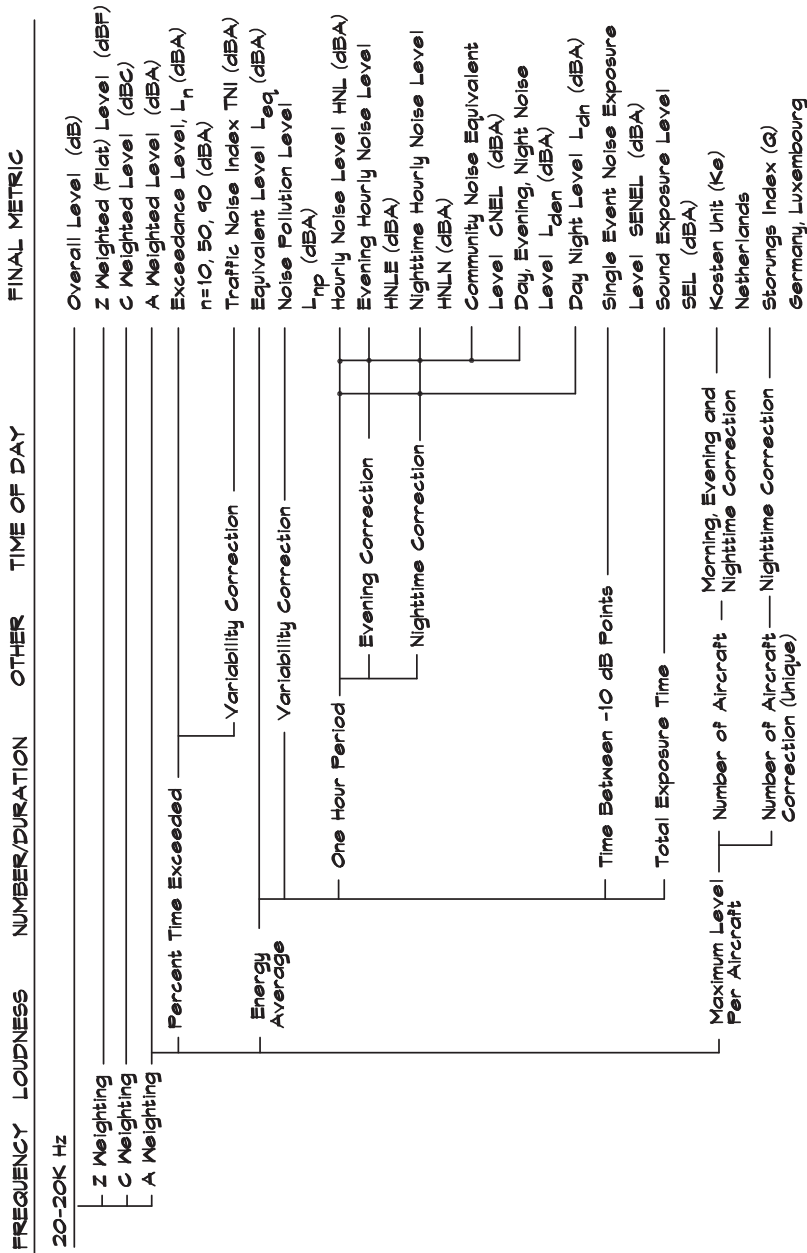 FREQUENCY LOUDNESS NUMBER/DURATION OTHER TIME OF DAY FINAL METRIC
20-20K Hz
Overall Level (dB)
Z Weighting
Z Weighted (Flat) Level (dBF)
C Weighting
C Weighted Level (dBC)
A Weighting
A Weighted Level (dBA)
Percent Time Exceeded
Exceedance Level, Ln (dBA)
n=10, 50, 90 (dBA)
Variability Correction
Traffic Noise Index TNI (dBA)
Energy
Average
Equivalent Level Leq (dBA)
Variability Correction
Noise Pollution Level
Lnp (dBA)
One Hour Period
Hourly Noise Level HNL (dBA)
Evening Correction
Evening Hourly Noise Level
HNLE (dBA)
Nighttime Correction
Nighttime Hourly Noise Level
HNLN (dBA)
Community Noise Equivalent
Level CNEL (dBA)
Day, Evening, Night Noise
Level Lden (dBA)
Day Night Level Ldn (dBA)
Time Between -10 dB Points
Single Event Noise Exposure
Level SENEL (dBA)
Total Exposure Time
Sound Exposure Level
SEL (dBA)
Maximum Level
Per Aircraft
Number of Aircraft
Morning, Evening and
Nighttime Correction
Kosten Unit (Ke)
Netherlands
Number of Aircraft
Correction (Unique)
Nighttime Correction
Storungs Index (Q)
Germany, Luxembourg